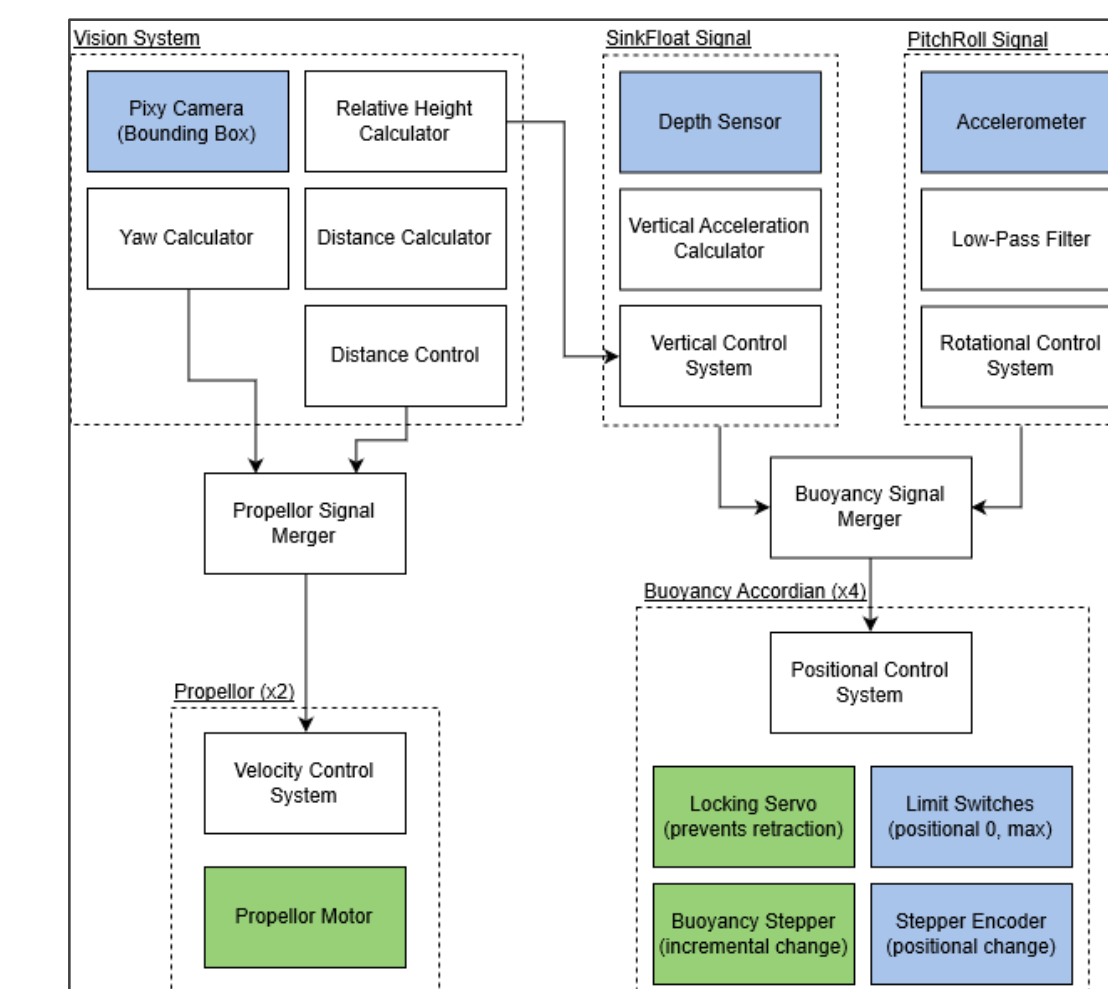 Vision System
Pixy Camera
(Bounding Box)
Relative Height
Calculator
Yaw Calculator
Distance Calculator
Distance Control
SinkFloat Signal
Depth Sensor
Vertical Acceleration
Calculator
Vertical Control
System
PitchRoll Signal
Accelerometer
Low-Pass Filter
Rotational Control
System
Propellor Signal
Merger
Buoyancy Signal
Merger
Propellor (x2)
Velocity Control
System
Propellor Motor
Buoyancy Accordian (x4)
Positional Control
System
Locking Servo
(prevents retraction)
Limit Switches
(positional 0, max)
Buoyancy Stepper
(incremental change)
Stepper Encoder
(positional change)